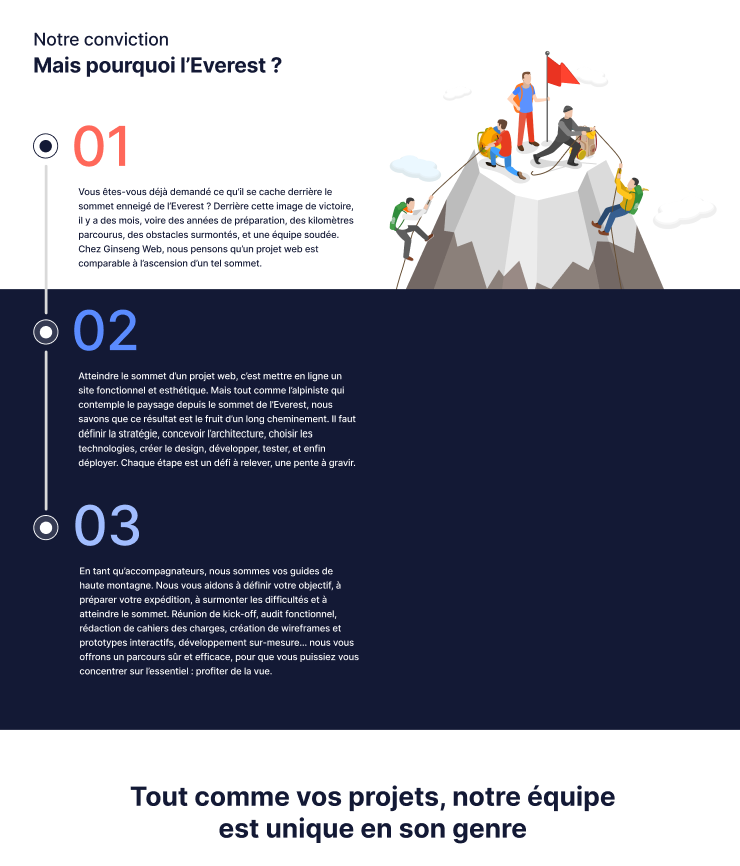 Notre conviction
Mais pourquoi l’Everest ?
01
Vous êtes-vous déjà demandé ce qu’il se cache derrière le
sommet enneigé de l’Everest ? Derrière cette image de victoire,
il y a des mois, voire des années de préparation, des kilomètres
parcourus, des obstacles surmontés, et une équipe soudée.
Chez Ginseng Web, nous pensons qu’un projet web est
comparable à l’ascension d’un tel sommet.
02
Atteindre le sommet d’un projet web, c’est mettre en ligne un
site fonctionnel et esthétique. Mais tout comme l’alpiniste qui
contemple le paysage depuis le sommet de l’Everest, nous
savons que ce résultat est le fruit d’un long cheminement. Il faut
définir la stratégie, concevoir l’architecture, choisir les
technologies, créer le design, développer, tester, et enfin
déployer. Chaque étape est un défi à relever, une pente à gravir.
03
En tant qu’accompagnateurs, nous sommes vos guides de
haute montagne. Nous vous aidons à définir votre objectif, à
préparer votre expédition, à surmonter les difficultés et à
atteindre le sommet. Réunion de kick-off, audit fonctionnel,
rédaction de cahiers des charges, création de wireframes et
prototypes interactifs, développement sur-mesure... nous vous
offrons un parcours sûr et efficace, pour que vous puissiez vous
concentrer sur l’essentiel : profiter de la vue.
Tout comme vos projets, notre équipe
est unique en son genre